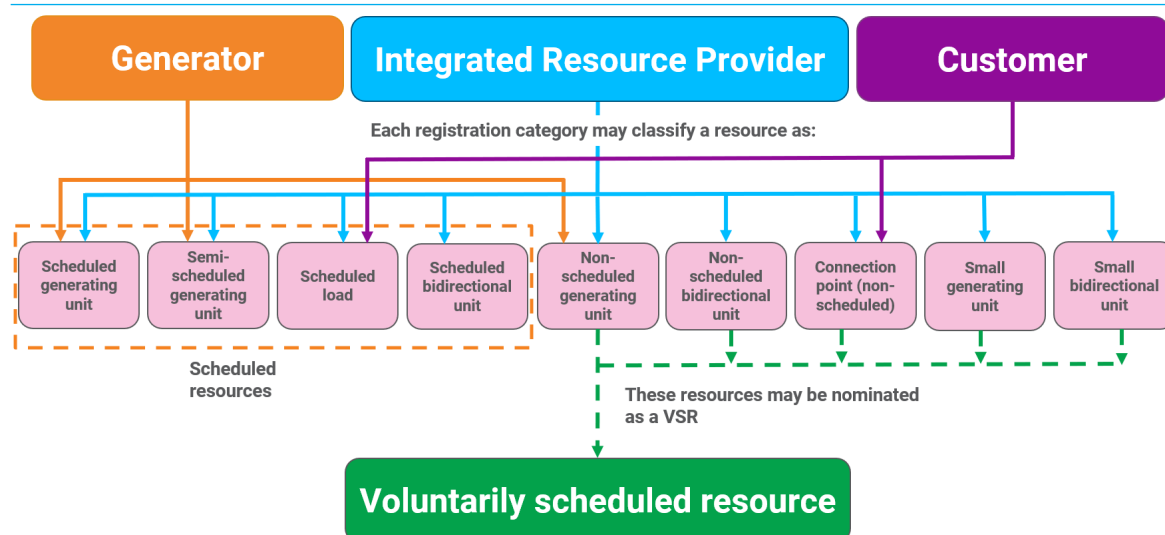 Generator
Integrated Resource Provider
Customer
Each registration category may classify a resource as:
Scheduled
generating
unit
Semi-
scheduled
generating
unit
Scheduled
load
Scheduled
bidirectional
unit
Non-
scheduled
generating
unit
Non-
scheduled
bidirectional
unit
Connection
point (non-
scheduled)
Small
generating
unit
Small
bidirectional
unit
Scheduled
resources
These resources may be nominated
as a VSR
Voluntarily scheduled resource